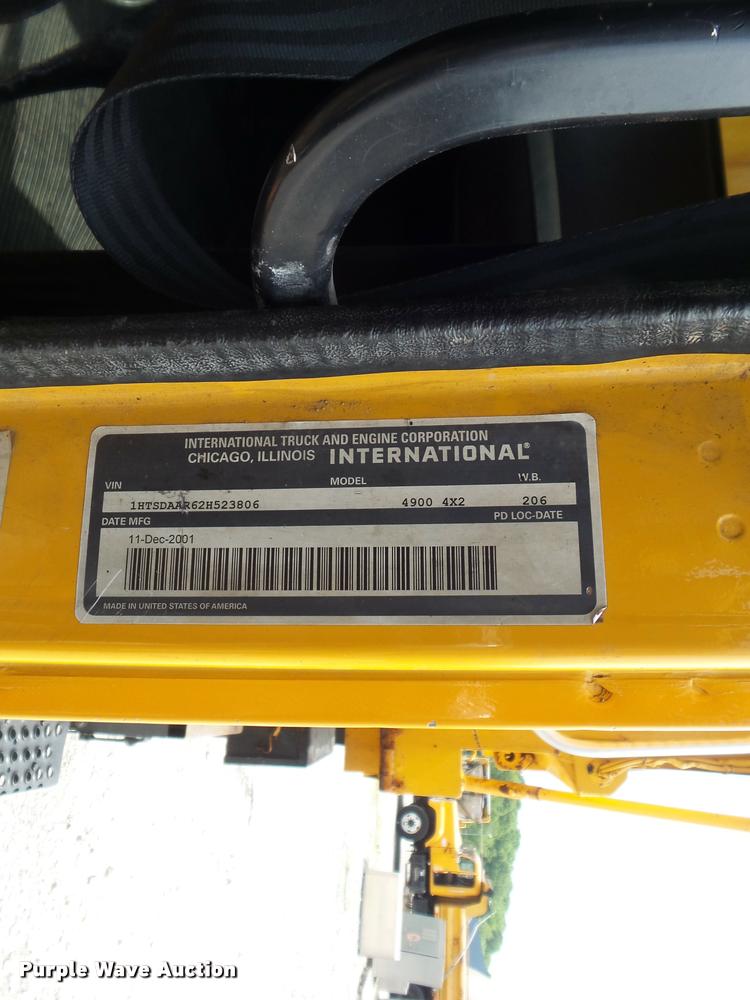 INTERNATIONAL TRUCK AND ENGINE CORPORATION
CHICAGO, ILLINOIS INTERNATIONAL®
VIN MODEL W.B.
1HTSDAAR62H523806 4900 4X2 206
DATE MFG PD LOC-DATE
11-Dec-2001
MADE IN UNITED STATES OF AMERICA
Purple Wave Auction